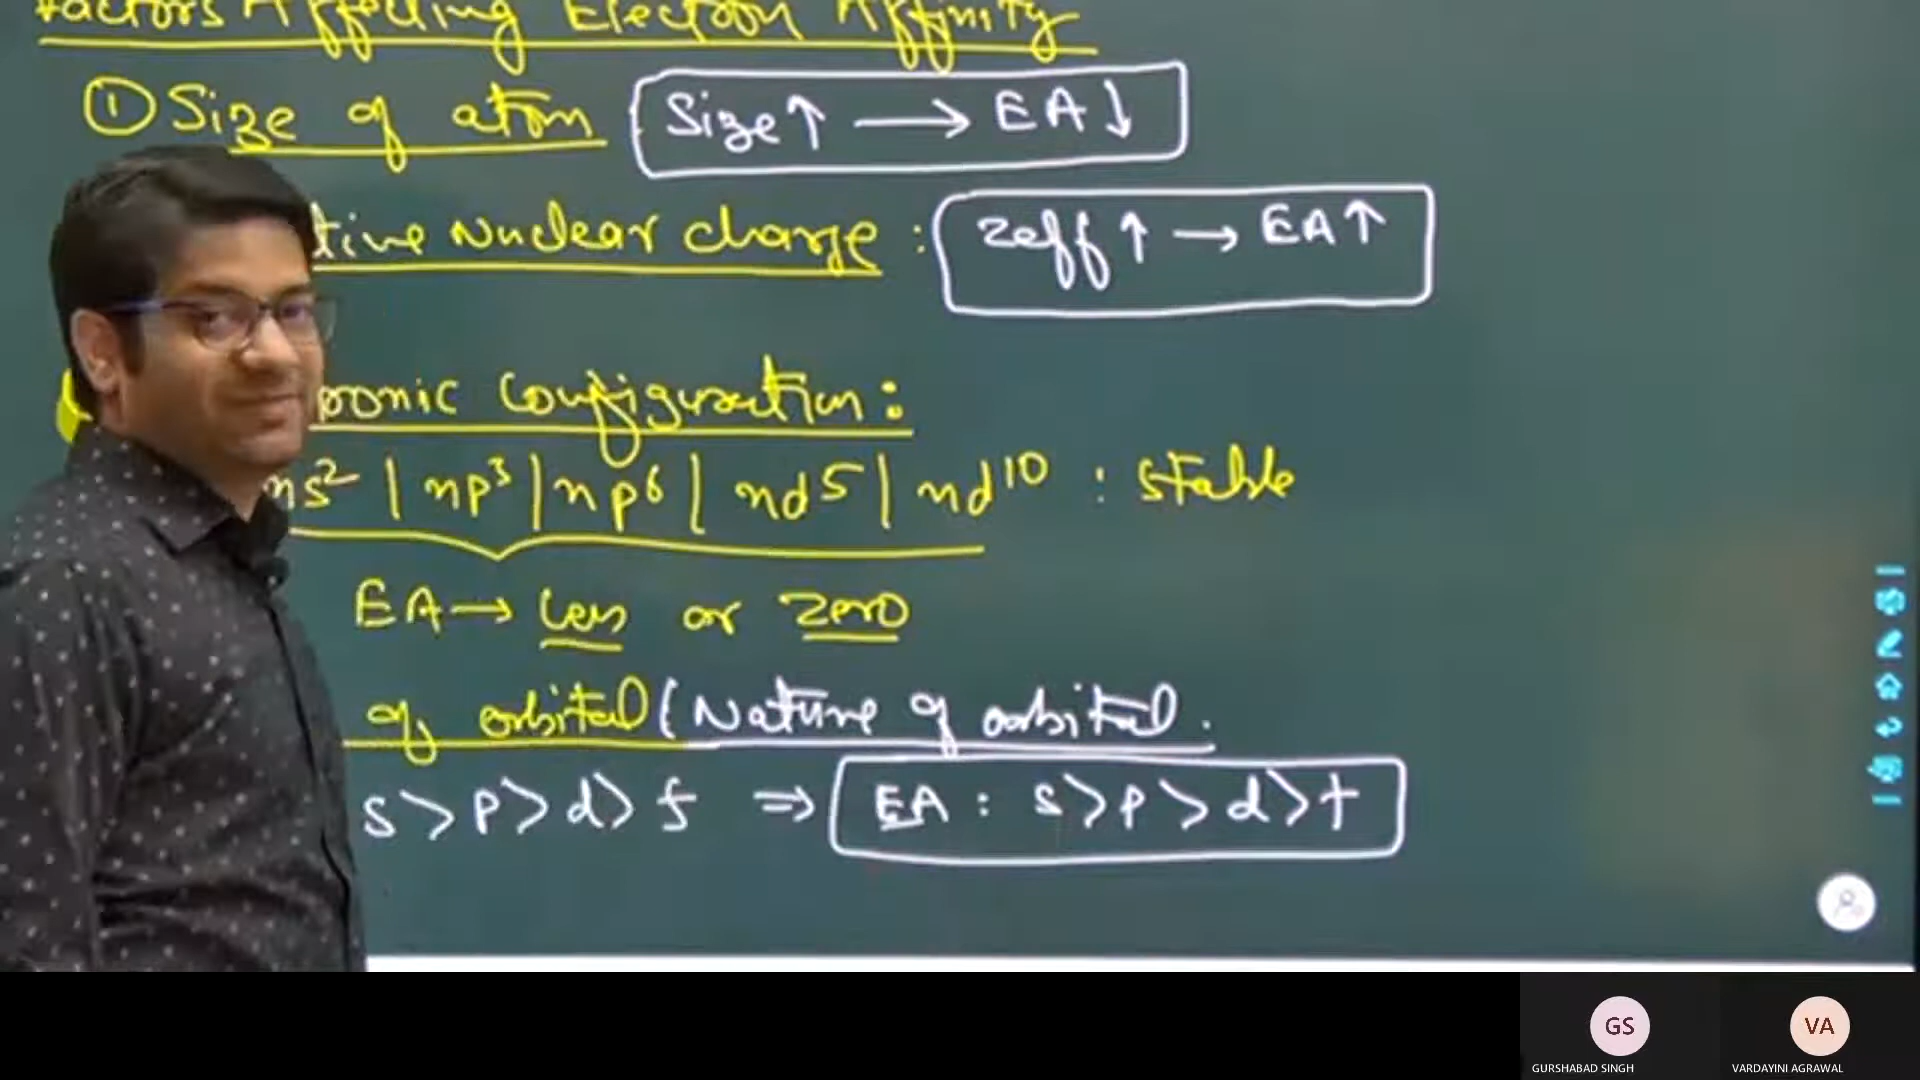 Factors Affecting Electron Affinity
① Size of atom Size↑ → EA↓
tive Nuclear charge : Zeff↑ → EA↑
ronic Configuration :
ns² | np³ | np⁶ | nd5 | nd¹⁰ : Stable
EA → Less or Zero
of orbital (Nature of orbital.
s > p > d > f ⇒ EA : s > p > d > f
GS VA
GURSHABAD SINGH VARDAYINI AGRAWAL